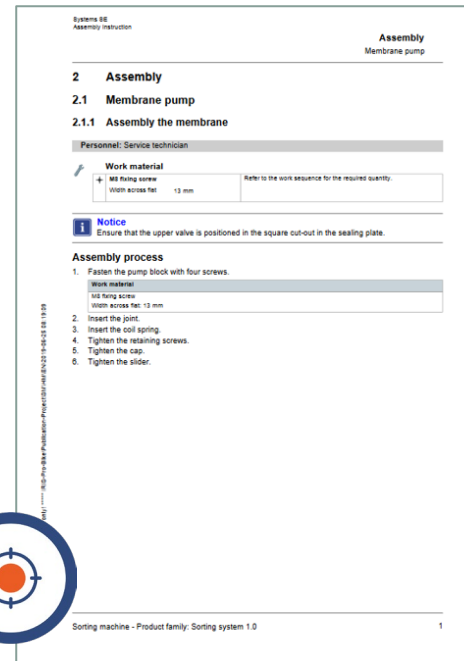 Systems SE
Assembly Instruction
Assembly
Membrane pump
2 Assembly
2.1 Membrane pump
2.1.1 Assembly the membrane
Personnel: Service technician
Work material
M8 fixing screw
Width across flat 13 mm
Refer to the work sequence for the required quantity.
Notice
Ensure that the upper valve is positioned in the square cut-out in the sealing plate.
Assembly process
1. Fasten the pump block with four screws.
Work material
M8 fixing screw
Width across flat: 13 mm
2. Insert the joint.
3. Insert the coil spring.
4. Tighten the retaining screws.
5. Tighten the cap.
6. Tighten the slider.
Sorting machine - Product family: Sorting system 1.0 1